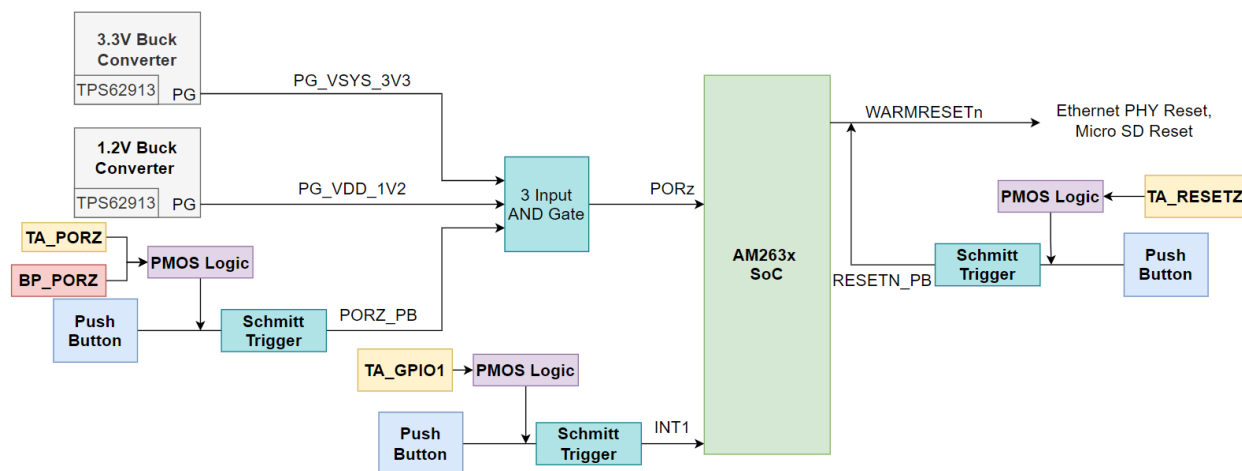 3.3V Buck
Converter
TPS62913
PG
PG_VSYS_3V3
1.2V Buck
Converter
TPS62913
PG
PG_VDD_1V2
TA_PORZ
BP_PORZ
PMOS Logic
Push
Button
Schmitt
Trigger
PORZ_PB
3 Input
AND Gate
PORz
TA_GPIO1
PMOS Logic
Push
Button
Schmitt
Trigger
INT1
AM263x
SoC
WARMRESETn
Ethernet PHY Reset,
Micro SD Reset
PMOS Logic
TA_RESETZ
RESETN_PB
Schmitt
Trigger
Push
Button